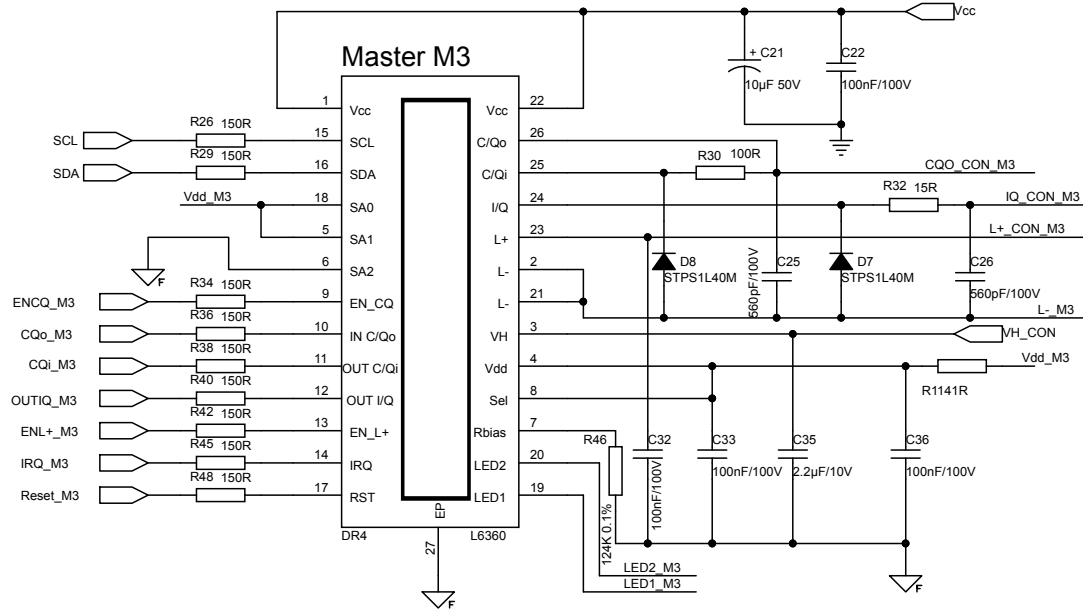 Vcc
Master M3
+ C21
10µF 50V
C22
100nF/100V
1 Vcc
Vcc 22
SCL
R26 150R
15 SCL
C/Qo 26
SDA
R29 150R
16 SDA
C/Qi 25
R30 100R
CQO_CON_M3
Vdd_M3
18 SA0
I/Q 24
R32 15R
IQ_CON_M3
5 SA1
L+ 23
L+_CON_M3
6 SA2
L- 2
F
D8
STPS1L40M
C25
560pF/100V
D7
STPS1L40M
C26
560pF/100V
ENCQ_M3
R34 150R
9 EN_CQ
L- 21
L-_M3
CQo_M3
R36 150R
10 IN C/Qo
VH 3
VH_CON
CQi_M3
R38 150R
11 OUT C/Qi
Vdd 4
Vdd_M3
R1141R
OUTIQ_M3
R40 150R
12 OUT I/Q
Sel 8
ENL+_M3
R42 150R
13 EN_L+
Rbias 7
R46
124K 0.1%
C32
100nF/100V
C33
100nF/100V
C35
2.2µF/10V
C36
100nF/100V
IRQ_M3
R45 150R
14 IRQ
LED2 20
Reset_M3
R48 150R
17 RST
LED1 19
EP
DR4
L6360
27
LED2_M3
LED1_M3
F
F